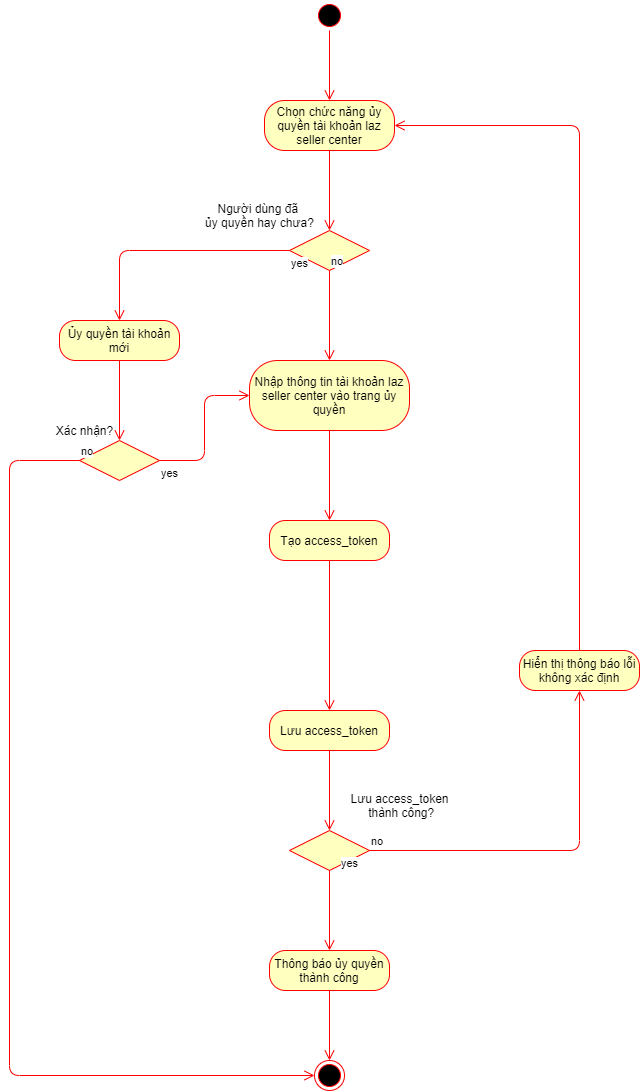 Chọn chức năng ủy
quyền tài khoản laz
seller center
Người dùng đã
ủy quyền hay chưa?
yes
no
Ủy quyền tài khoản
mới
Nhập thông tin tài khoản laz
seller center vào trang ủy
quyền
Xác nhận?
no
yes
Tạo access_token
Hiển thị thông báo lỗi
không xác định
Lưu access_token
Lưu access_token
thành công?
no
yes
Thông báo ủy quyền
thành công